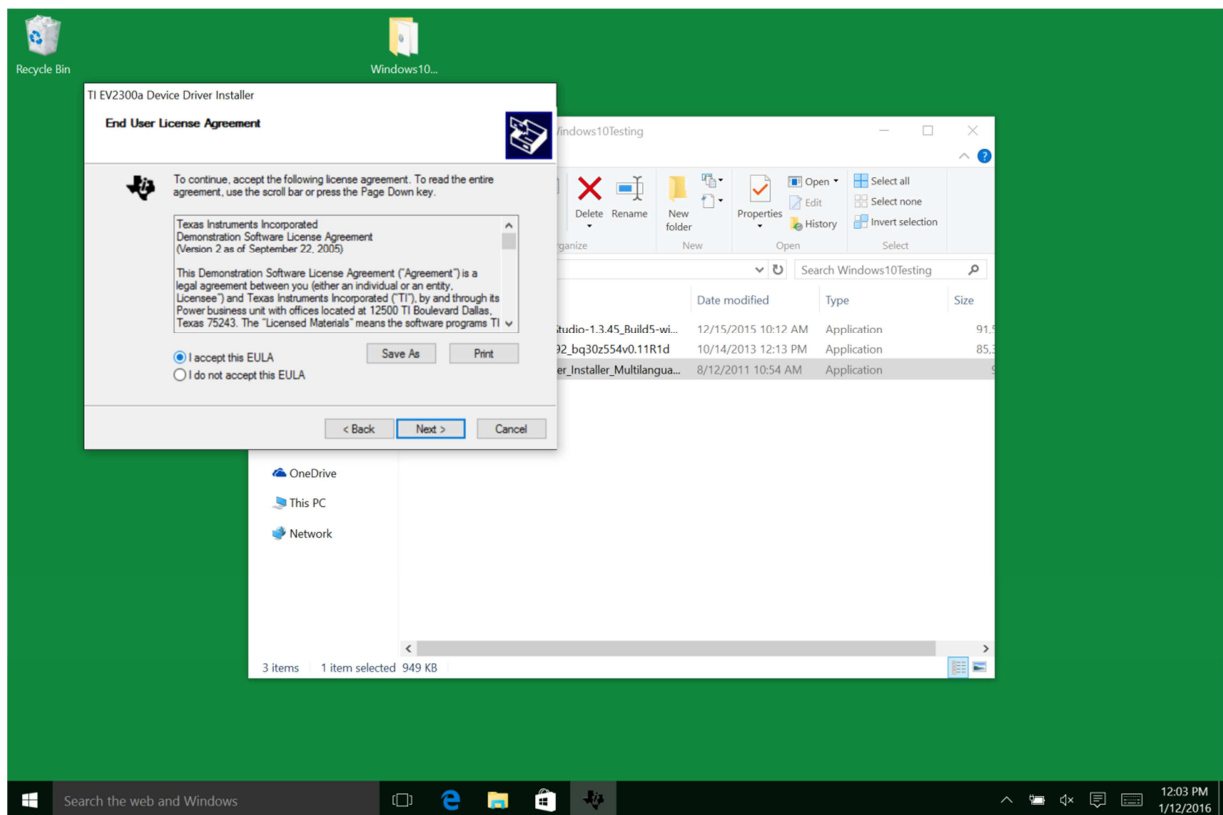 Recycle Bin
Windows10...
TI EV2300a Device Driver Installer
End User License Agreement
To continue, accept the following license agreement. To read the entire
agreement, use the scroll bar or press the Page Down key.
Texas Instruments Incorporated
Demonstration Software License Agreement
(Version 2 as of September 22, 2005)
This Demonstration Software License Agreement ("Agreement") is a
legal agreement between you (either an individual or an entity,
Licensee") and Texas Instruments Incorporated ("TI"), by and through its
Power business unit with offices located at 12500 TI Boulevard Dallas,
Texas 75243. The "Licensed Materials" means the software programs TI
I accept this EULA
Save As
Print
I do not accept this EULA
< Back
Next >
Cancel
Windows10Testing
Delete
Rename
New
folder
Properties
Open
Edit
History
Select all
Select none
Invert selection
New
Open
Select
Search Windows10Testing
Date modified
Type
Size
Studio-1.3.45_Build5-wi...
12/15/2015 10:12 AM
Application
92_bq30z554v0.11R1d
10/14/2013 12:13 PM
Application
er_Installer_Multilangua...
8/12/2011 10:54 AM
Application
OneDrive
This PC
Network
3 items
1 item selected 949 KB
Search the web and Windows
12:03 PM
1/12/2016